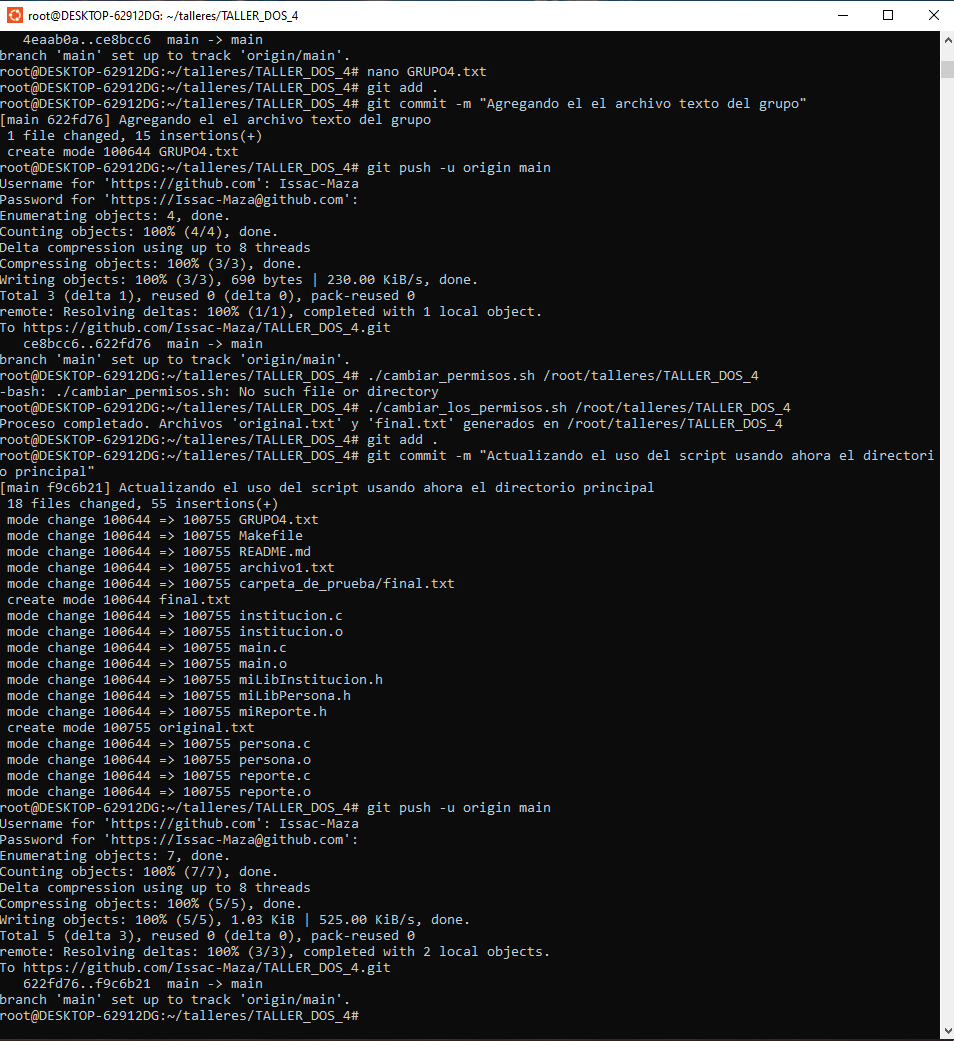 root@DESKTOP-62912DG: ~/talleres/TALLER_DOS_4
   4eaab0a..ce8bcc6  main -> main
branch 'main' set up to track 'origin/main'.
root@DESKTOP-62912DG:~/talleres/TALLER_DOS_4# nano GRUPO4.txt
root@DESKTOP-62912DG:~/talleres/TALLER_DOS_4# git add .
root@DESKTOP-62912DG:~/talleres/TALLER_DOS_4# git commit -m "Agregando el el archivo texto del grupo"
[main 622fd76] Agregando el el archivo texto del grupo
 1 file changed, 15 insertions(+)
 create mode 100644 GRUPO4.txt
root@DESKTOP-62912DG:~/talleres/TALLER_DOS_4# git push -u origin main
Username for 'https://github.com': Issac-Maza
Password for 'https://Issac-Maza@github.com':
Enumerating objects: 4, done.
Counting objects: 100% (4/4), done.
Delta compression using up to 8 threads
Compressing objects: 100% (3/3), done.
Writing objects: 100% (3/3), 690 bytes | 230.00 KiB/s, done.
Total 3 (delta 1), reused 0 (delta 0), pack-reused 0
remote: Resolving deltas: 100% (1/1), completed with 1 local object.
To https://github.com/Issac-Maza/TALLER_DOS_4.git
   ce8bcc6..622fd76  main -> main
branch 'main' set up to track 'origin/main'.
root@DESKTOP-62912DG:~/talleres/TALLER_DOS_4# ./cambiar_permisos.sh /root/talleres/TALLER_DOS_4
-bash: ./cambiar_permisos.sh: No such file or directory
root@DESKTOP-62912DG:~/talleres/TALLER_DOS_4# ./cambiar_los_permisos.sh /root/talleres/TALLER_DOS_4
Proceso completado. Archivos 'original.txt' y 'final.txt' generados en /root/talleres/TALLER_DOS_4
root@DESKTOP-62912DG:~/talleres/TALLER_DOS_4# git add .
root@DESKTOP-62912DG:~/talleres/TALLER_DOS_4# git commit -m "Actualizando el uso del script usando ahora el directori
o principal"
[main f9c6b21] Actualizando el uso del script usando ahora el directorio principal
 18 files changed, 55 insertions(+)
 mode change 100644 => 100755 GRUPO4.txt
 mode change 100644 => 100755 Makefile
 mode change 100644 => 100755 README.md
 mode change 100644 => 100755 archivo1.txt
 mode change 100644 => 100755 carpeta_de_prueba/final.txt
 create mode 100644 final.txt
 mode change 100644 => 100755 institucion.c
 mode change 100644 => 100755 institucion.o
 mode change 100644 => 100755 main.c
 mode change 100644 => 100755 main.o
 mode change 100644 => 100755 miLibInstitucion.h
 mode change 100644 => 100755 miLibPersona.h
 mode change 100644 => 100755 miReporte.h
 create mode 100755 original.txt
 mode change 100644 => 100755 persona.c
 mode change 100644 => 100755 persona.o
 mode change 100644 => 100755 reporte.c
 mode change 100644 => 100755 reporte.o
root@DESKTOP-62912DG:~/talleres/TALLER_DOS_4# git push -u origin main
Username for 'https://github.com': Issac-Maza
Password for 'https://Issac-Maza@github.com':
Enumerating objects: 7, done.
Counting objects: 100% (7/7), done.
Delta compression using up to 8 threads
Compressing objects: 100% (5/5), done.
Writing objects: 100% (5/5), 1.03 KiB | 525.00 KiB/s, done.
Total 5 (delta 3), reused 0 (delta 0), pack-reused 0
remote: Resolving deltas: 100% (3/3), completed with 2 local objects.
To https://github.com/Issac-Maza/TALLER_DOS_4.git
   622fd76..f9c6b21  main -> main
branch 'main' set up to track 'origin/main'.
root@DESKTOP-62912DG:~/talleres/TALLER_DOS_4#